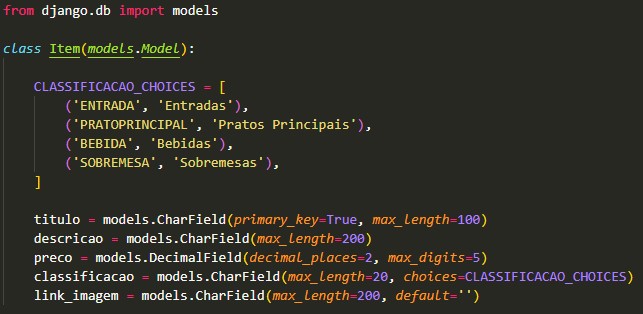 from django.db import models
class Item(models.Model):
CLASSIFICACAO_CHOICES = [
('ENTRADA', 'Entradas'),
('PRATOPRINCIPAL', 'Pratos Principais'),
('BEBIDA', 'Bebidas'),
('SOBREMESA', 'Sobremesas'),
]
titulo = models.CharField(primary_key=True, max_length=100)
descricao = models.CharField(max_length=200)
preco = models.DecimalField(decimal_places=2, max_digits=5)
classificacao = models.CharField(max_length=20, choices=CLASSIFICACAO_CHOICES)
link_imagem = models.CharField(max_length=200, default='')